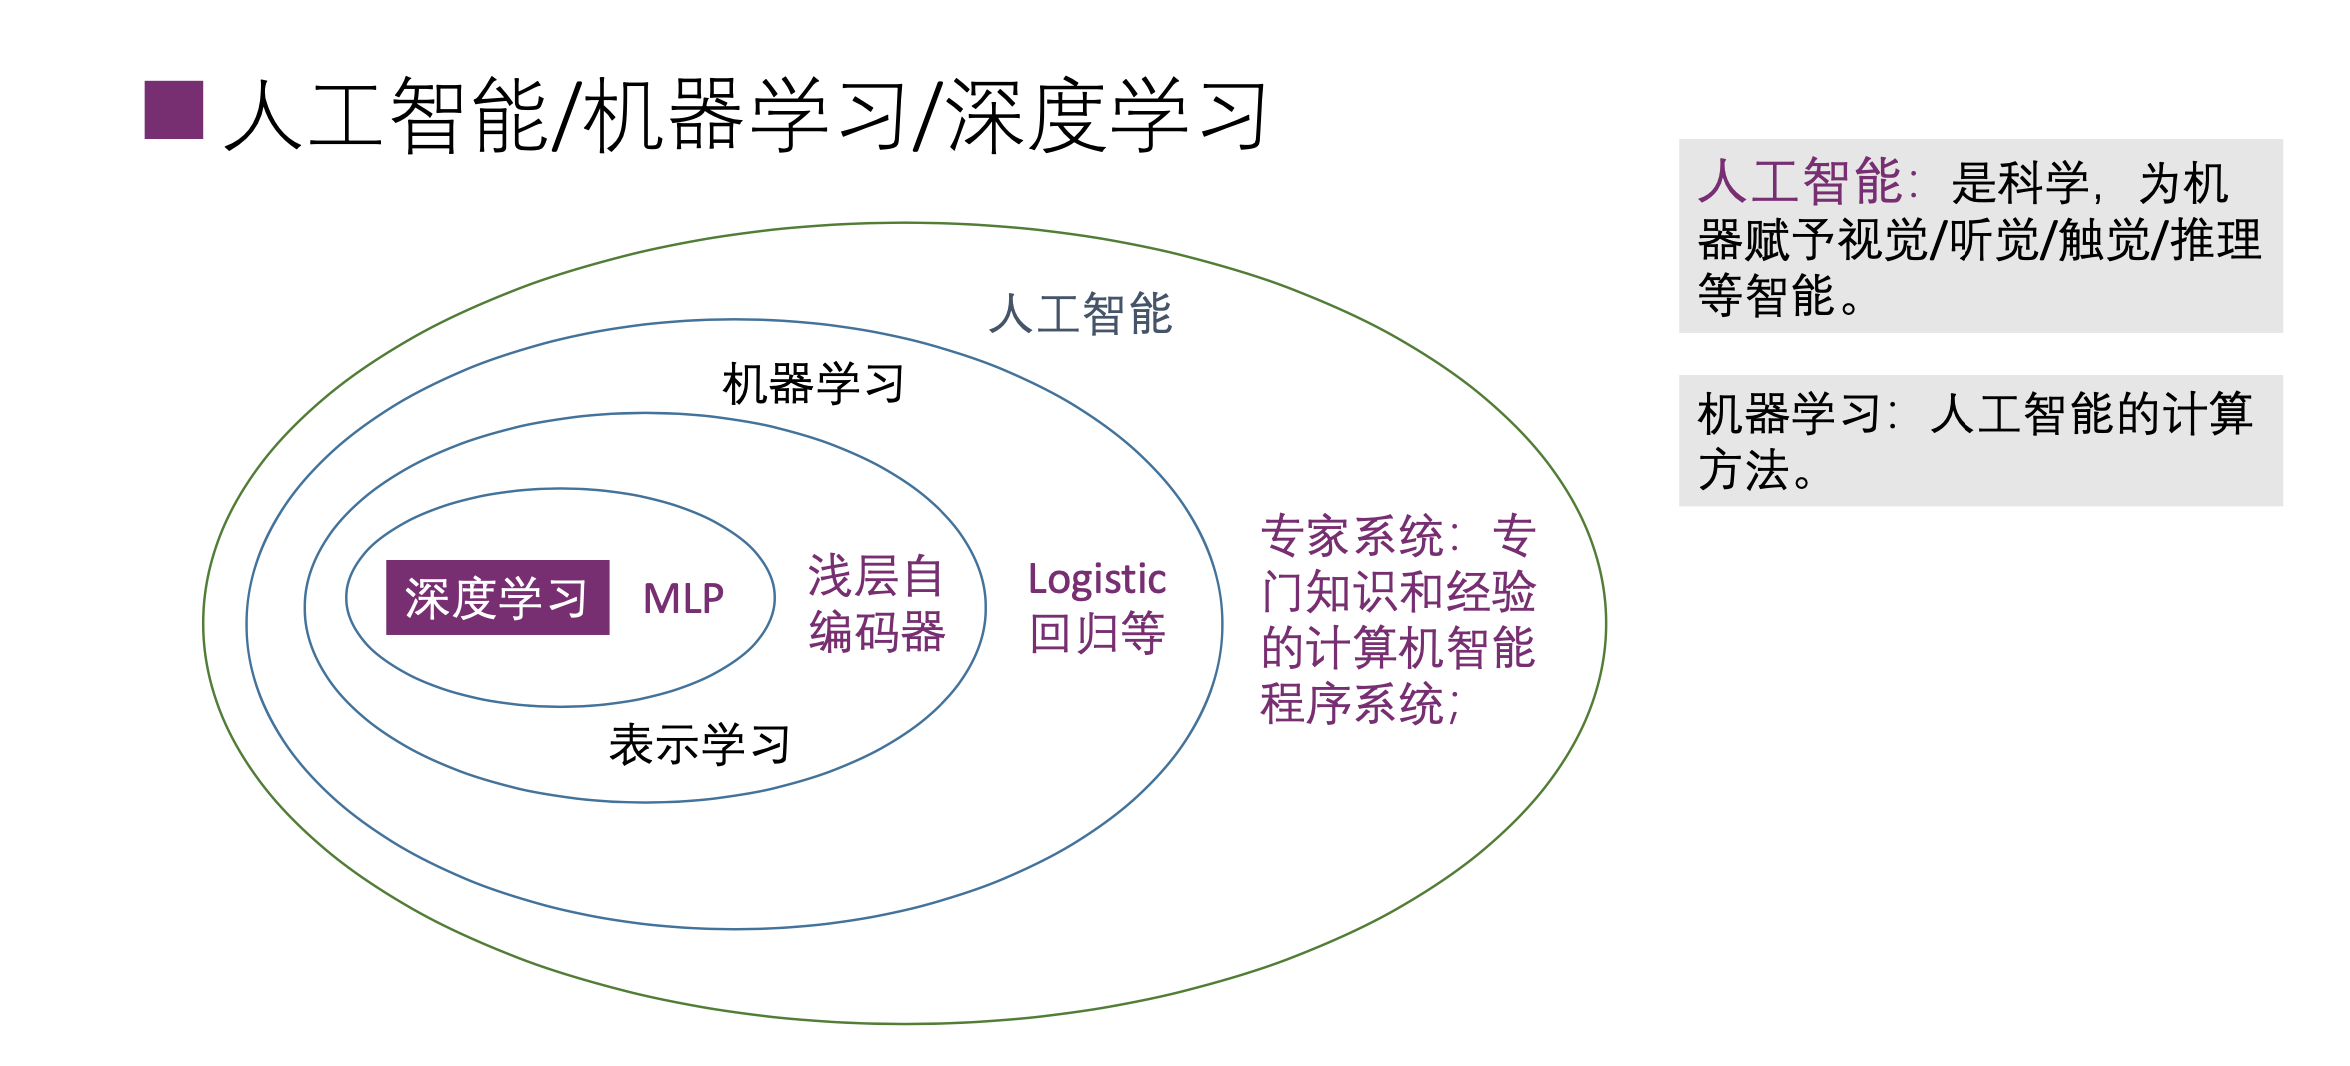 人工智能/机器学习/深度学习
人工智能：是科学，为机
器赋予视觉/听觉/触觉/推理
等智能。
机器学习：人工智能的计算
方法。
人工智能
机器学习
专家系统：专
门知识和经验
的计算机智能
程序系统；
Logistic
回归等
浅层自
编码器
深度学习
MLP
表示学习